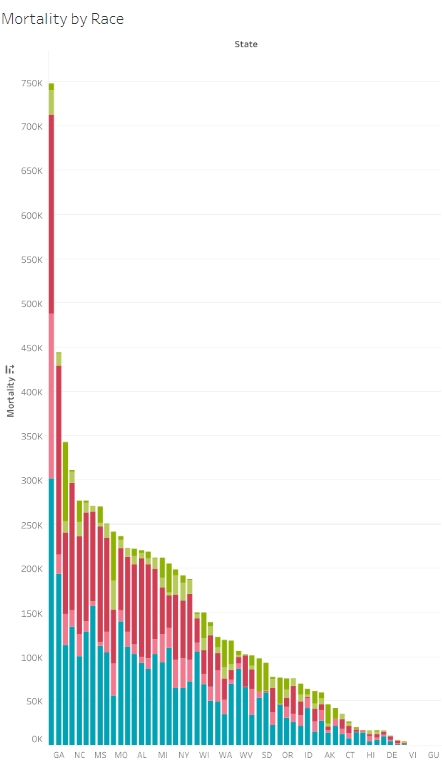 Mortality by Race
State
750K
700K
650K
600K
550K
500K
450K
400K
350K
300K
250K
200K
150K
100K
50K
0K
Mortality
GA NC MS MO AL MI NY WI WA WV SD OR ID AK CT HI DE VI GU